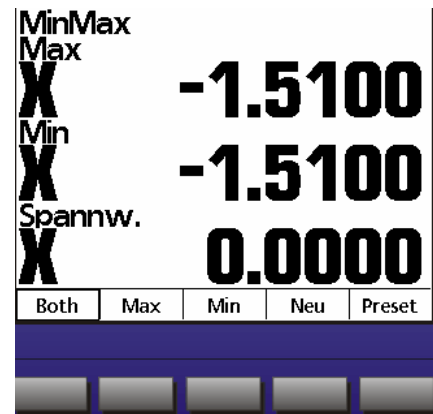 MinMax
Max
X -1.5100
Min
X -1.5100
Spannw.
X 0.0000
Both Max Min Neu Preset